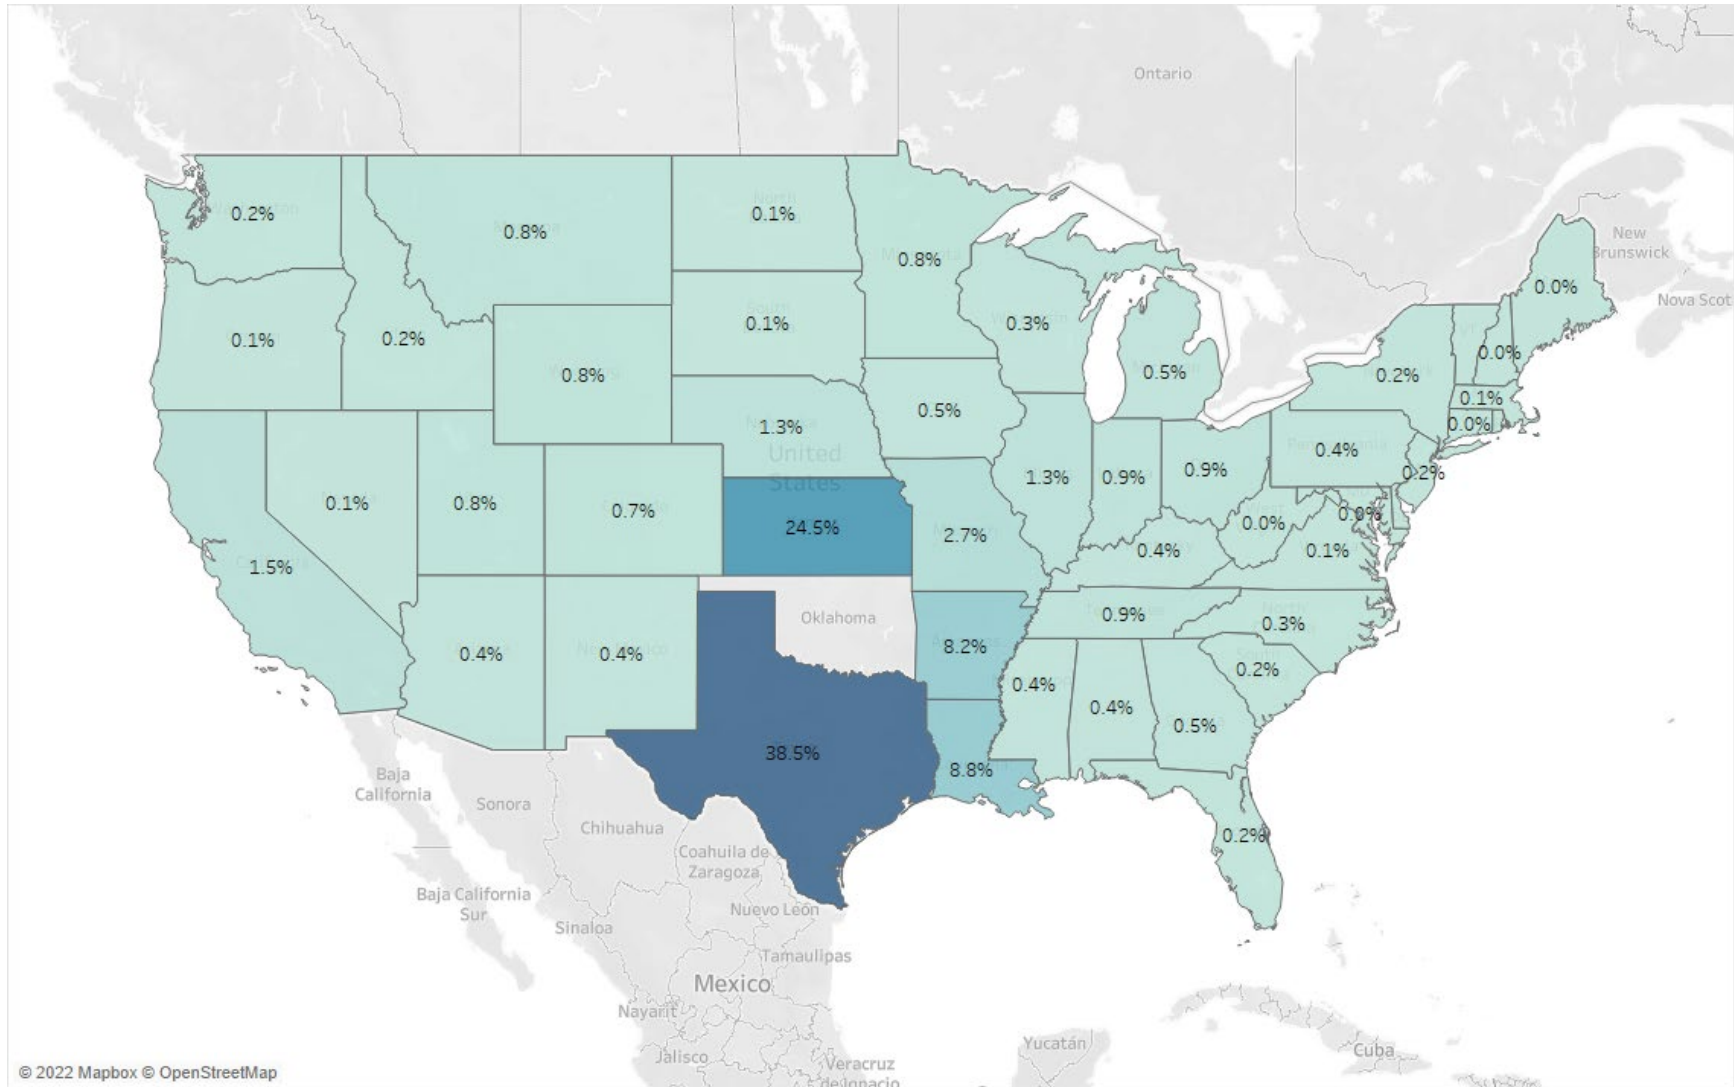 Ontario
New
Brunswick
Nova Scot
0.2%
0.8%
0.1%
0.8%
0.0%
0.1%
0.2%
0.8%
0.1%
0.3%
0.5%
0.2%
0.0%
0.1%
0.0%
1.3%
0.5%
United
States
0.4%
0.2%
1.5%
0.1%
0.8%
0.7%
24.5%
2.7%
1.3%
0.9%
0.9%
0.0%
0.0%
0.4%
0.1%
0.4%
0.4%
38.5%
Oklahoma
8.2%
0.9%
0.3%
0.2%
0.4%
0.4%
0.5%
8.8%
0.2%
Baja
California
Sonora
Chihuahua
Coahuila de
Zaragoza
Baja California
Sur
Nuevo León
Sinaloa
Tamaulipas
Mexico
Nayarit
Jalisco
Veracruz
de Ignacio
Yucatán
Cuba
© 2022 Mapbox © OpenStreetMap